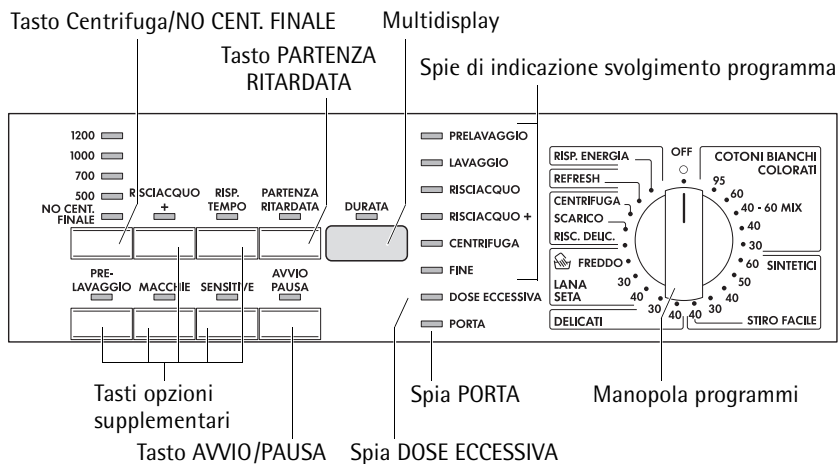 Tasto Centrifuga/NO CENT. FINALE
Multidisplay
Tasto PARTENZA
RITARDATA
Spie di indicazione svolgimento programma
1200
1000
700
500
NO CENT.
FINALE
RISCIACQUO
+
RISP.
TEMPO
PARTENZA
RITARDATA
DURATA
PRE-
LAVAGGIO
MACCHIE
SENSITIVE
AVVIO
PAUSA
PRELAVAGGIO
LAVAGGIO
RISCIACQUO
RISCIACQUO +
CENTRIFUGA
FINE
DOSE ECCESSIVA
PORTA
RISP. ENERGIA
REFRESH
CENTRIFUGA
SCARICO
RISC. DELIC.
FREDDO
LANA
SETA
30
40
DELICATI
30
40
OFF
COTONI BIANCHI
COLORATI
95
60
40 - 60 MIX
40
30
60
SINTETICI
50
40
30
40
STIRO FACILE
Tasti opzioni
supplementari
Spia PORTA
Manopola programmi
Tasto AVVIO/PAUSA
Spia DOSE ECCESSIVA